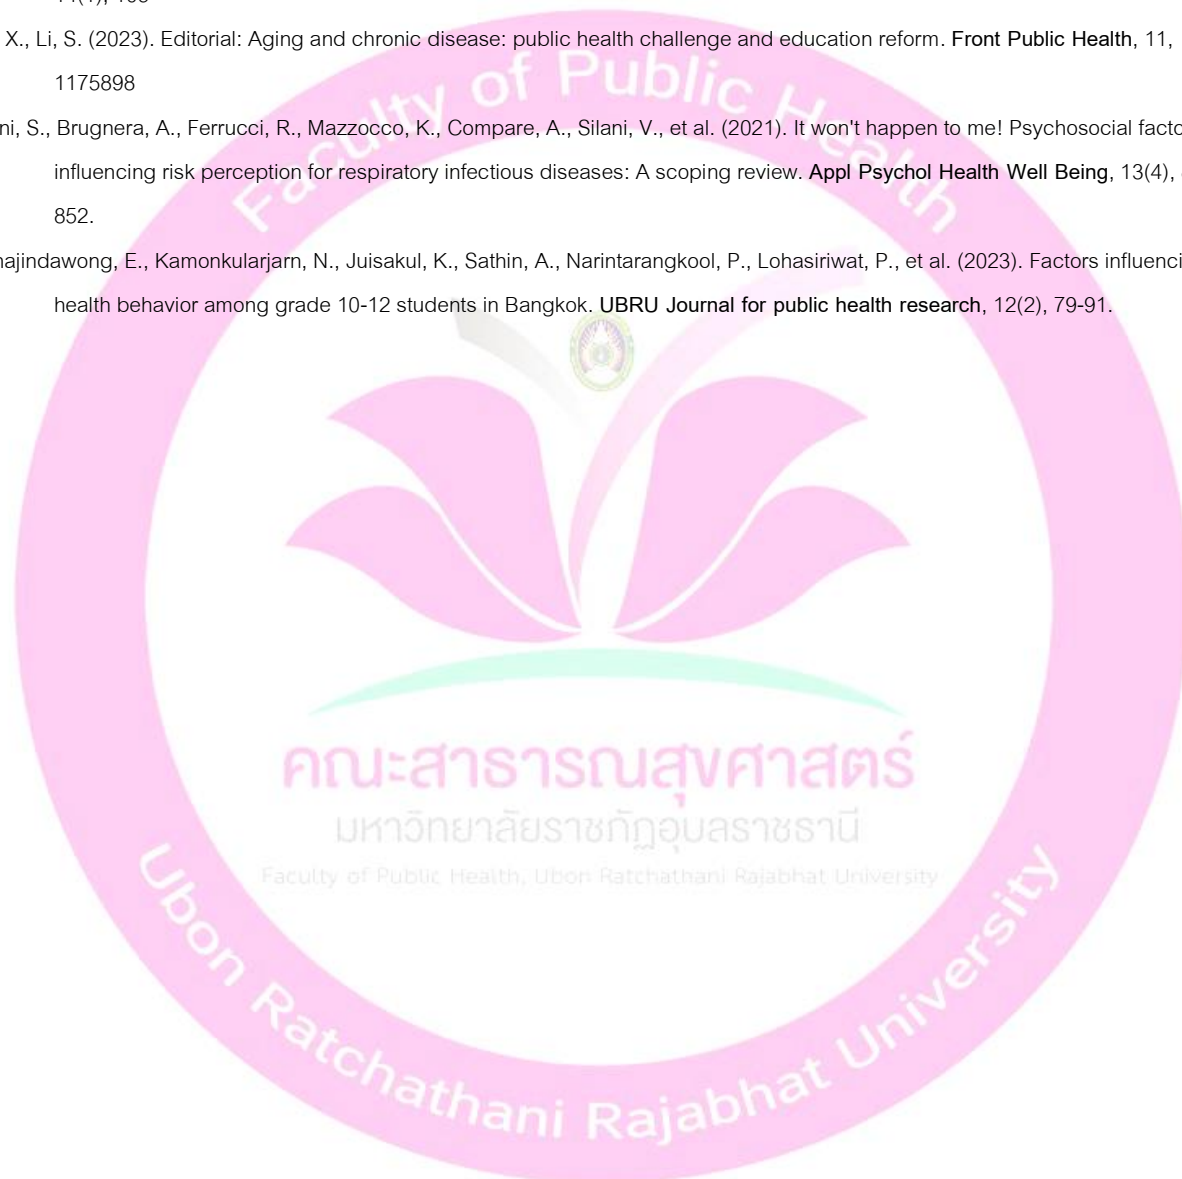 X., Li, S. (2023). Editorial: Aging and chronic disease: public health challenge and education reform. Front Public Health, 11,
1175898
ni, S., Brugnera, A., Ferrucci, R., Mazzocco, K., Compare, A., Silani, V., et al. (2021). It won't happen to me! Psychosocial facto
influencing risk perception for respiratory infectious diseases: A scoping review. Appl Psychol Health Well Being, 13(4),
852.
najindawong, E., Kamonkularjarn, N., Juisakul, K., Sathin, A., Narintarangkool, P., Lohasiriwat, P., et al. (2023). Factors influenci
health behavior among grade 10-12 students in Bangkok. UBRU Journal for public health research, 12(2), 79-91.
Faculty of Public Health
คณะสาธารณสุขศาสตร์
มหาวิทยาลัยราชภัฏอุบลราชธานี
Faculty of Public Health, Ubon Ratchathani Rajabhat University
Ubon Ratchathani Rajabhat University